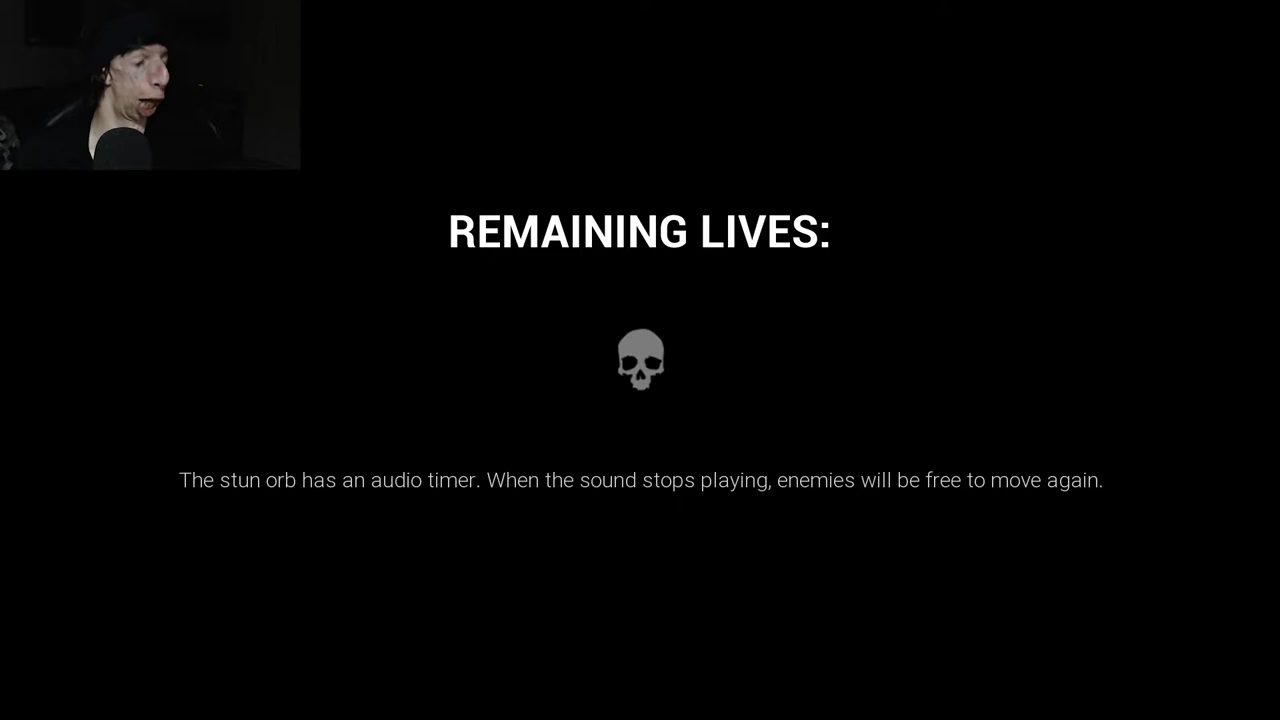 REMAINING LIVES:
The stun orb has an audio timer. When the sound stops playing, enemies will be free to move again.